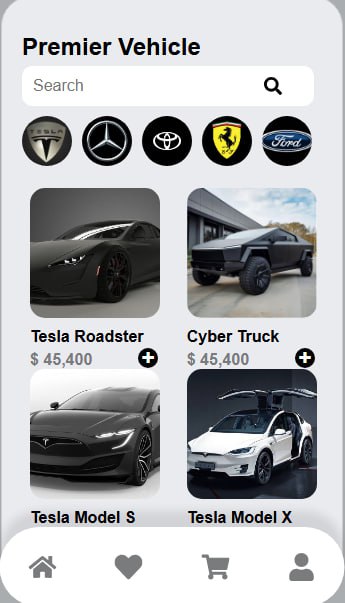 Premier Vehicle
Search
TESLA
Ford
Tesla Roadster
Cyber Truck
$ 45,400
$ 45,400
Tesla Model S
Tesla Model X